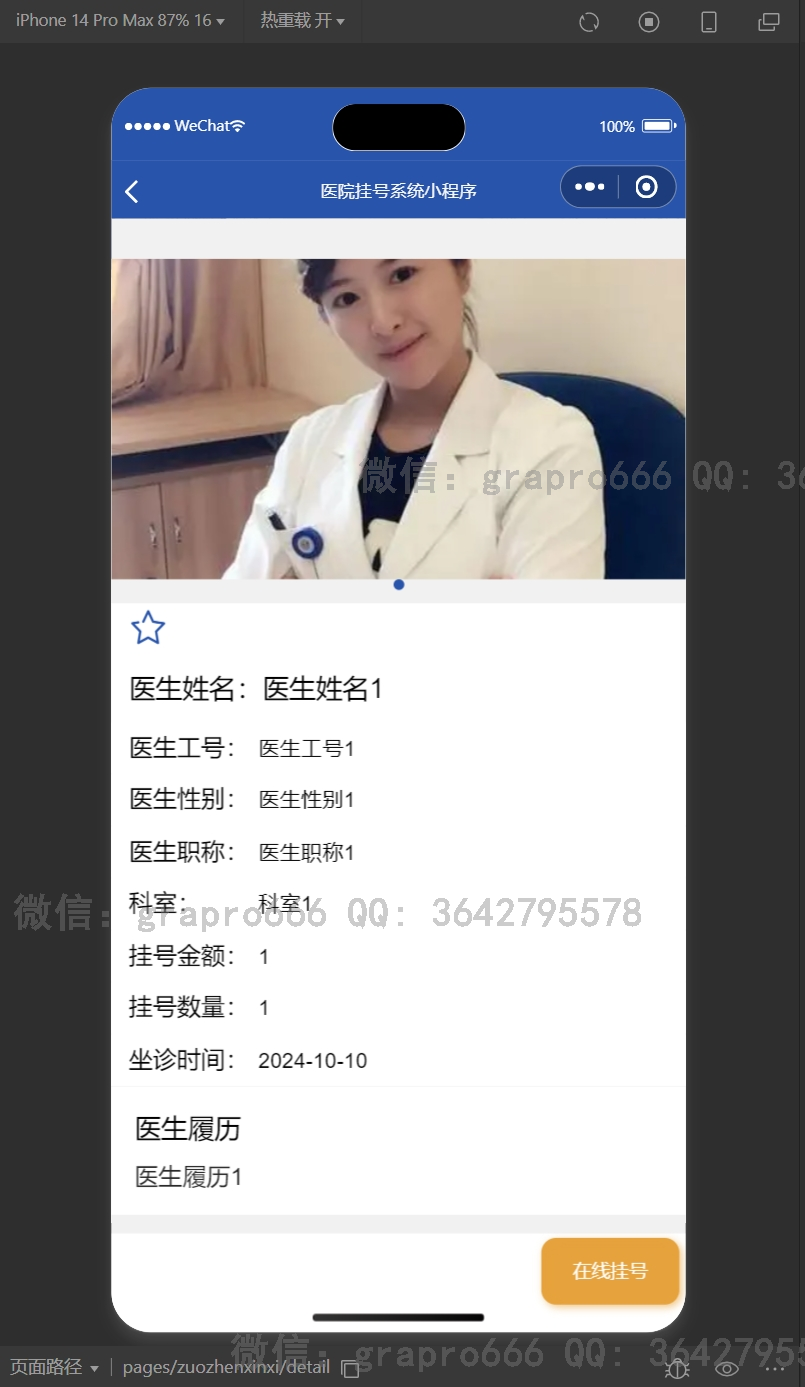 iPhone 14 Pro Max 87% 16 热重载 开
WeChat 100%
医院挂号系统小程序
微信：grapro666 QQ: 36
医生姓名：医生姓名1
医生工号： 医生工号1
医生性别： 医生性别1
医生职称： 医生职称1
科室： 科室1
微信：grapro666 QQ: 3642795578
挂号金额： 1
挂号数量： 1
坐诊时间： 2024-10-10
医生履历
医生履历1
在线挂号
微信：grapro666 QQ: 36427955
页面路径 pages/zuozhenxinxi/detail